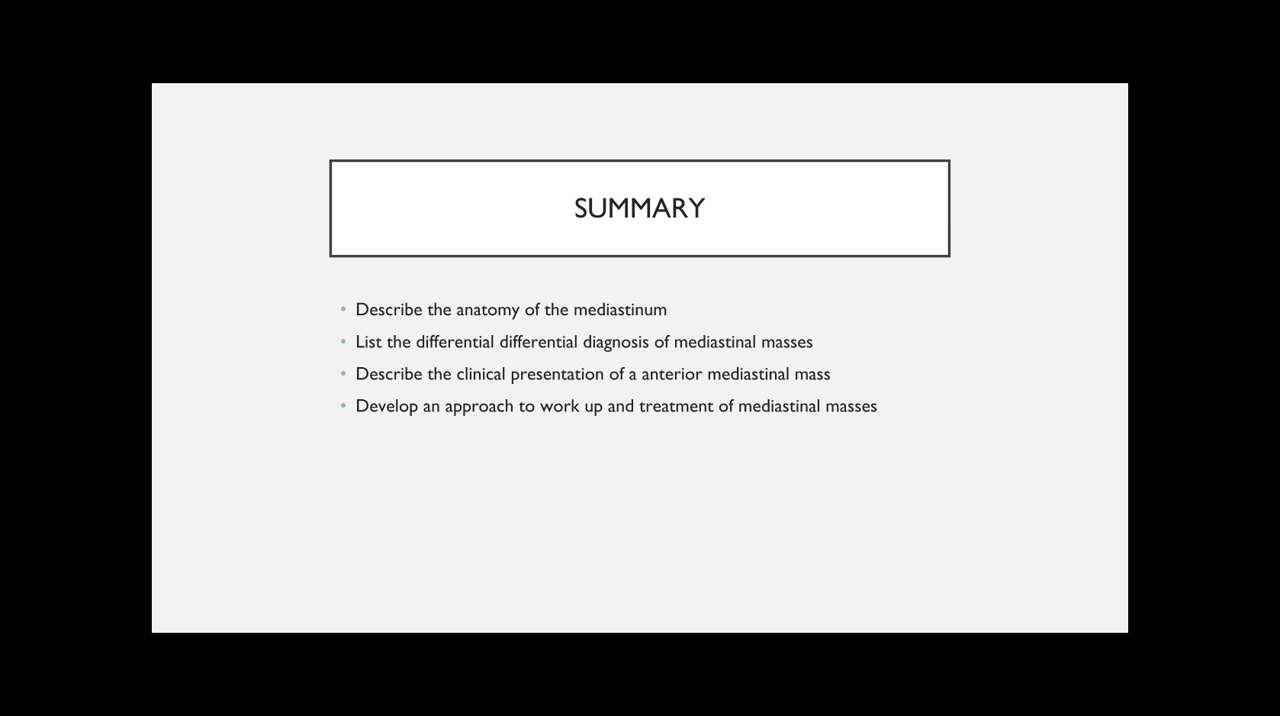 SUMMARY
• Describe the anatomy of the mediastinum
• List the differential differential diagnosis of mediastinal masses
• Describe the clinical presentation of a anterior mediastinal mass
• Develop an approach to work up and treatment of mediastinal masses